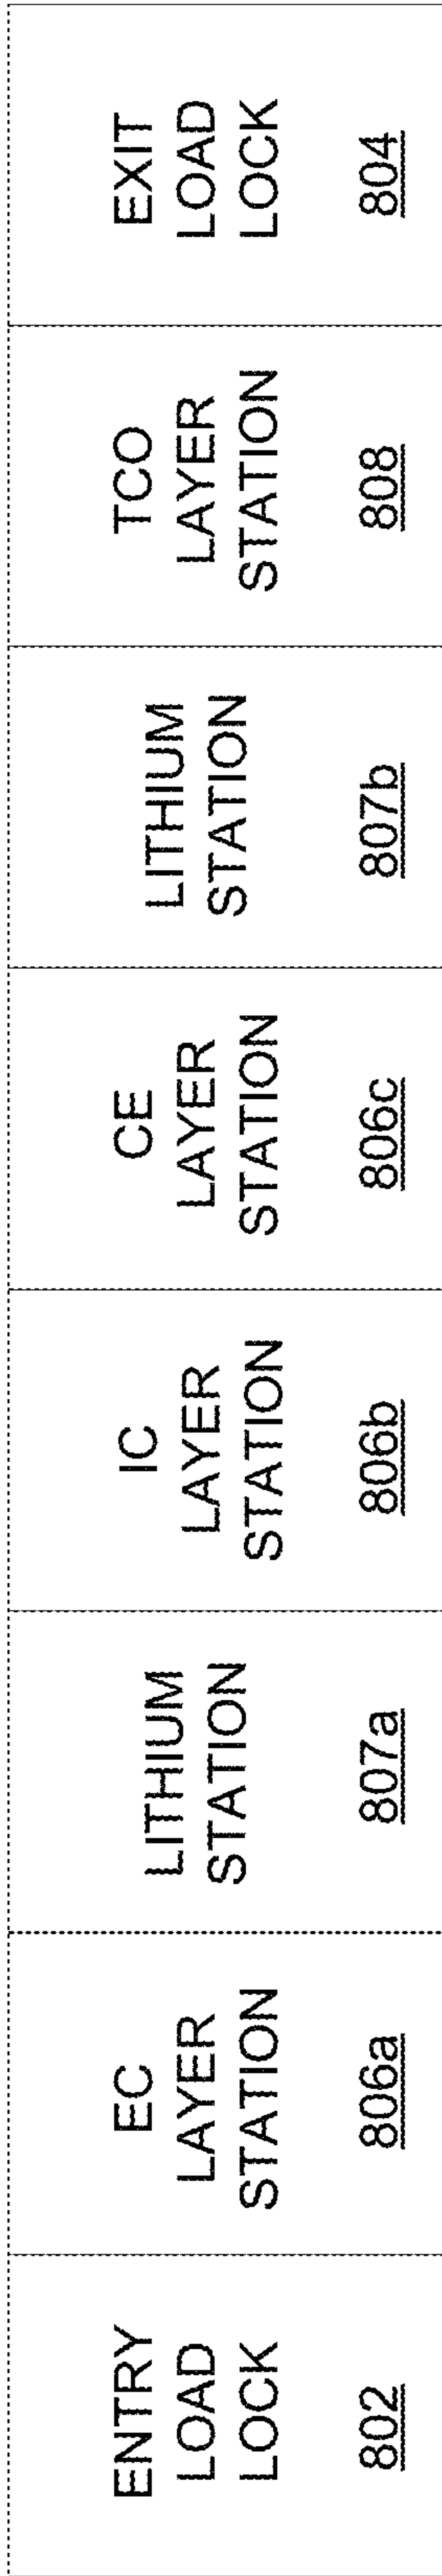 ENTRY
LOAD
LOCK
802
EC
LAYER
STATION
806a
LITHIUM
STATION
807a
IC
LAYER
STATION
806b
CE
LAYER
STATION
806c
LITHIUM
STATION
807b
TCO
LAYER
STATION
808
EXIT
LOAD
LOCK
804